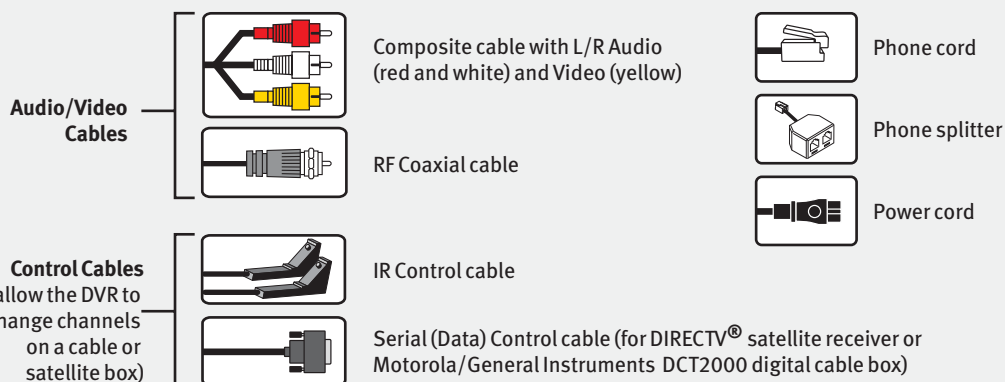 Audio/Video
Cables
Composite cable with L/R Audio
(red and white) and Video (yellow)
RF Coaxial cable
Control Cables
allow the DVR to
change channels
on a cable or
satellite box)
IR Control cable
Serial (Data) Control cable (for DIRECTV® satellite receiver or
Motorola/General Instruments DCT2000 digital cable box)
Phone cord
Phone splitter
Power cord